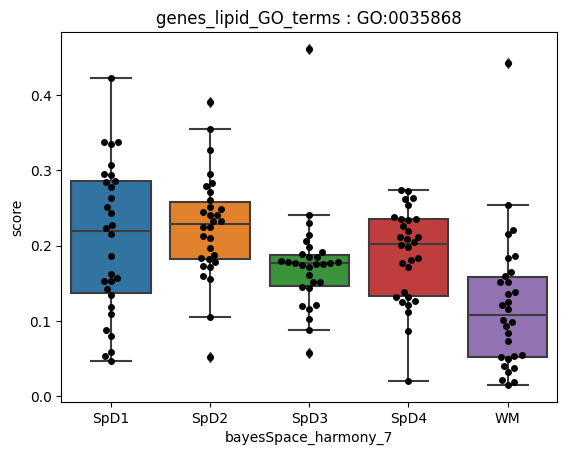 genes_lipid_GO_terms : GO:0035868
score
0.4
0.3
0.2
0.1
0.0
SpD1 SpD2 SpD3 SpD4 WM
bayesSpace_harmony_7